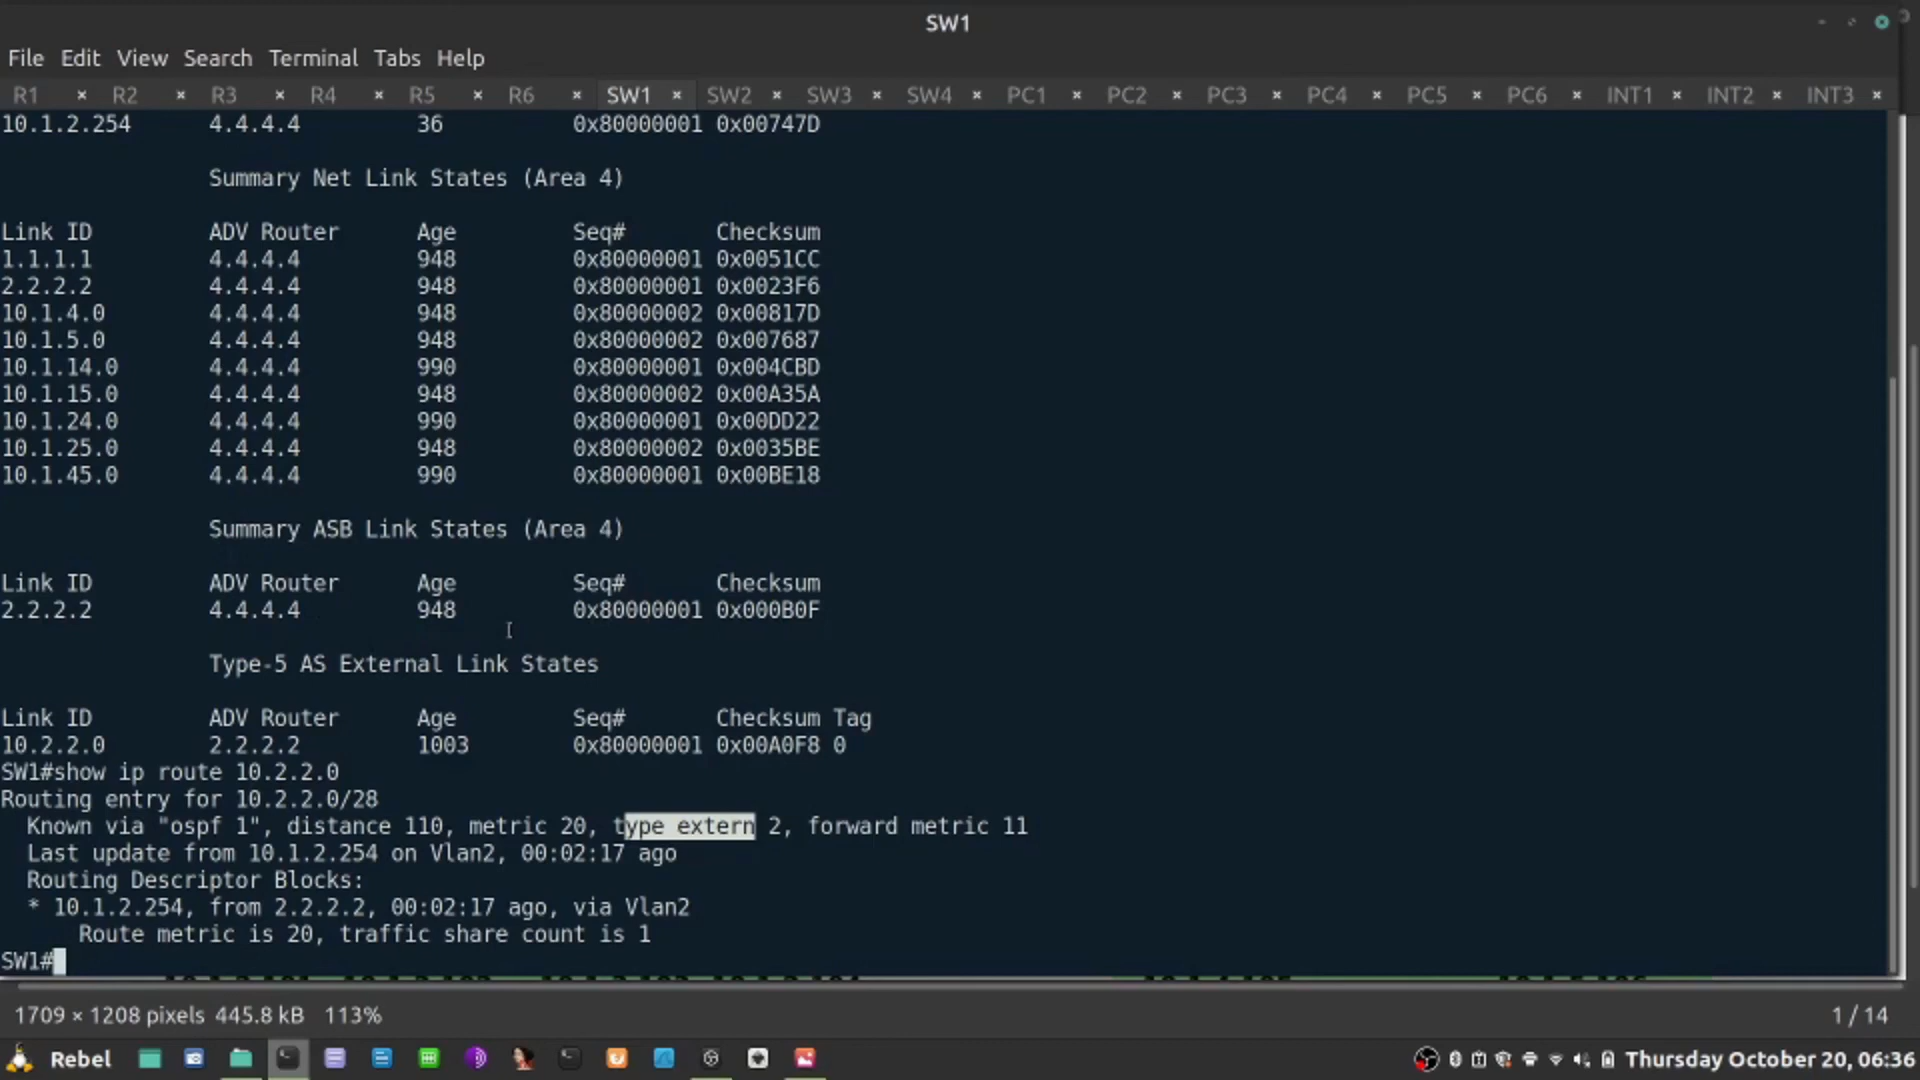 SW1
File Edit View Search Terminal Tabs Help
R1 × R2 × R3 × R4 × R5 × R6 × SW1 × SW2 × SW3 × SW4 × PC1 × PC2 × PC3 × PC4 × PC5 × PC6 × INT1 × INT2 × INT3 ×
10.1.2.254 4.4.4.4 36 0x80000001 0x00747D
Summary Net Link States (Area 4)
Link ID ADV Router Age Seq# Checksum
1.1.1.1 4.4.4.4 948 0x80000001 0x0051CC
2.2.2.2 4.4.4.4 948 0x80000001 0x0023F6
10.1.4.0 4.4.4.4 948 0x80000002 0x00817D
10.1.5.0 4.4.4.4 948 0x80000002 0x007687
10.1.14.0 4.4.4.4 990 0x80000001 0x004CBD
10.1.15.0 4.4.4.4 948 0x80000002 0x00A35A
10.1.24.0 4.4.4.4 990 0x80000001 0x00DD22
10.1.25.0 4.4.4.4 948 0x80000002 0x0035BE
10.1.45.0 4.4.4.4 990 0x80000001 0x00BE18
Summary ASB Link States (Area 4)
Link ID ADV Router Age Seq# Checksum
2.2.2.2 4.4.4.4 948 0x80000001 0x000B0F
Type-5 AS External Link States
Link ID ADV Router Age Seq# Checksum Tag
10.2.2.0 2.2.2.2 1003 0x80000001 0x00A0F8 0
SW1#show ip route 10.2.2.0
Routing entry for 10.2.2.0/28
Known via "ospf 1", distance 110, metric 20, type extern 2, forward metric 11
Last update from 10.1.2.254 on Vlan2, 00:02:17 ago
Routing Descriptor Blocks:
* 10.1.2.254, from 2.2.2.2, 00:02:17 ago, via Vlan2
Route metric is 20, traffic share count is 1
SW1#
1709 × 1208 pixels 445.8 kB 113% 1 / 14
Rebel Thursday October 20, 06:36